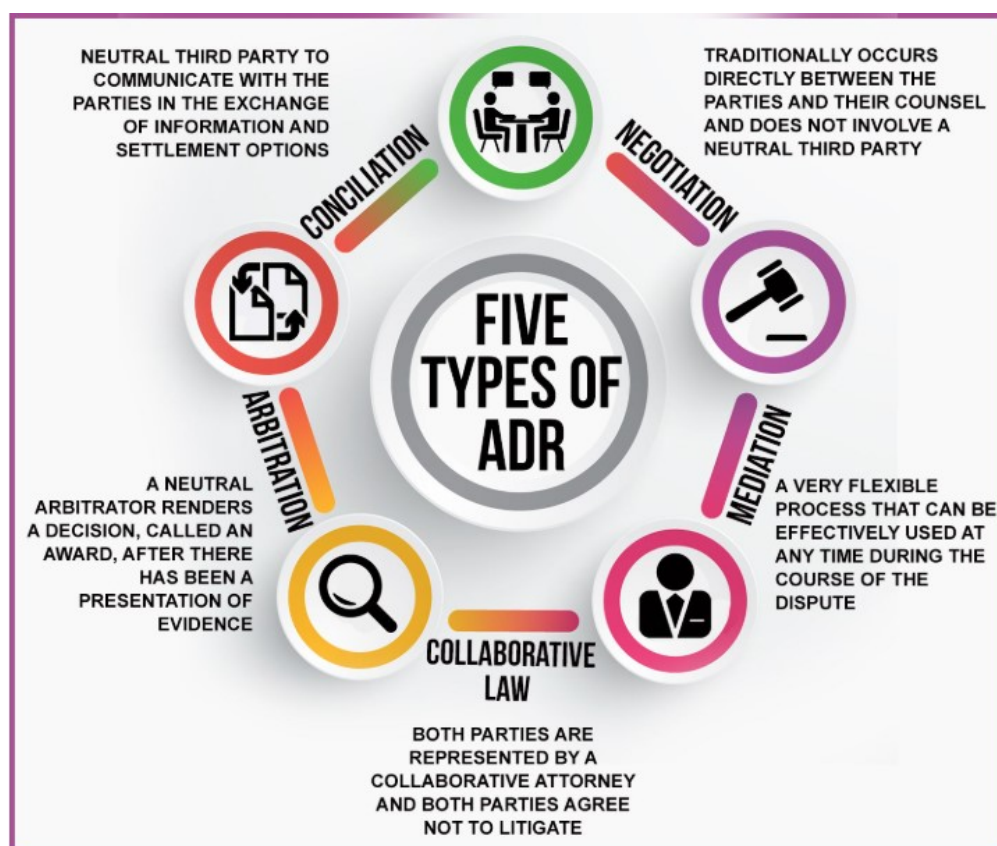 NEUTRAL THIRD PARTY TO
COMMUNICATE WITH THE
PARTIES IN THE EXCHANGE
OF INFORMATION AND
SETTLEMENT OPTIONS
CONCILIATION
TRADITIONALLY OCCURS
DIRECTLY BETWEEN THE
PARTIES AND THEIR COUNSEL
AND DOES NOT INVOLVE A
NEUTRAL THIRD PARTY
NEGOTIATION
FIVE
TYPES OF
ADR
ARBITRATION
A NEUTRAL
ARBITRATOR RENDERS
A DECISION, CALLED AN
AWARD, AFTER THERE
HAS BEEN A
PRESENTATION OF
EVIDENCE
MEDIATION
A VERY FLEXIBLE
PROCESS THAT CAN BE
EFFECTIVELY USED AT
ANY TIME DURING THE
COURSE OF THE
DISPUTE
COLLABORATIVE
LAW
BOTH PARTIES ARE
REPRESENTED BY A
COLLABORATIVE ATTORNEY
AND BOTH PARTIES AGREE
NOT TO LITIGATE